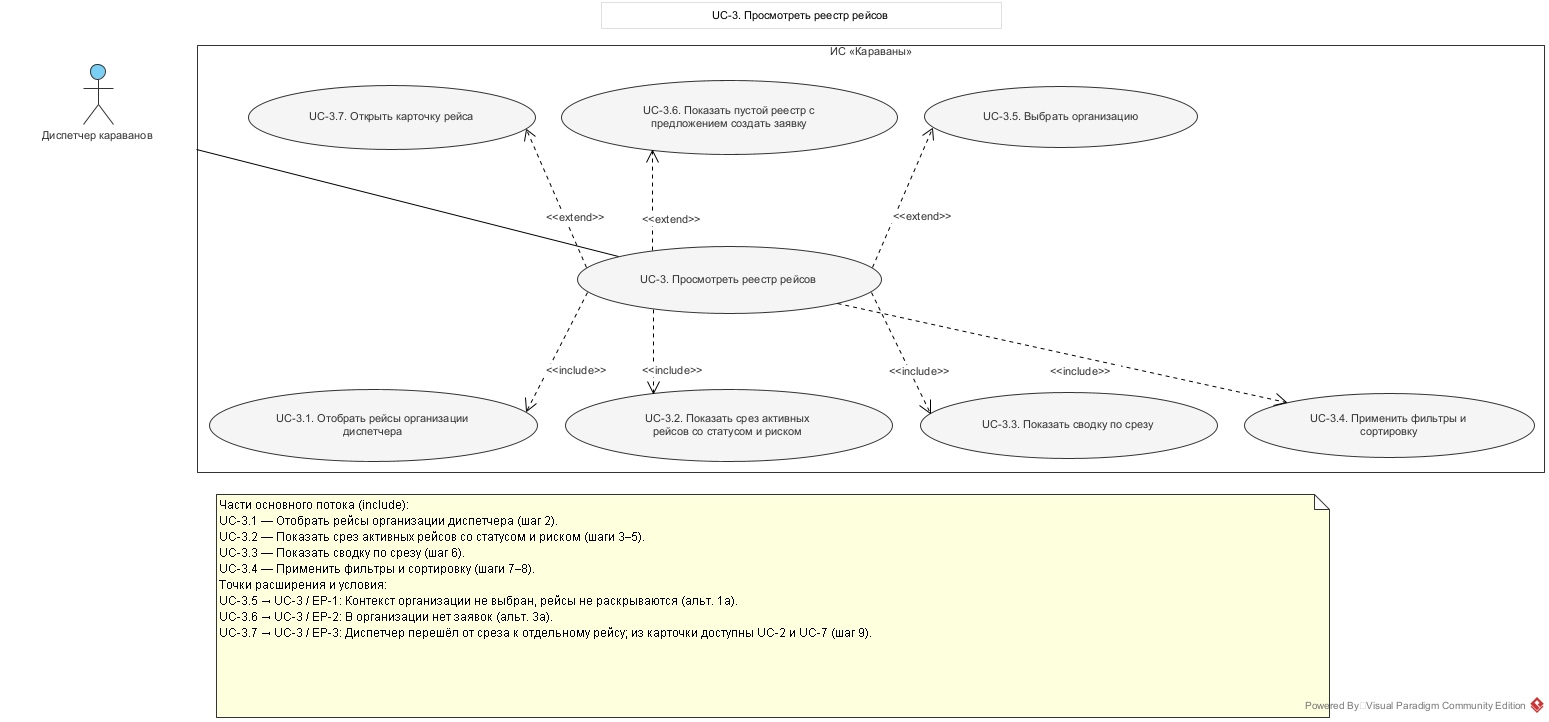 UC-3. Просмотреть реестр рейсов
ИС «Караваны»
Диспетчер караванов
UC-3.7. Открыть карточку рейса
UC-3.6. Показать пустой реестр с
предложением создать заявку
UC-3.5. Выбрать организацию
<<extend>>
<<extend>>
<<extend>>
UC-3. Просмотреть реестр рейсов
<<include>>
<<include>>
<<include>>
<<include>>
UC-3.1. Отобрать рейсы организации
диспетчера
UC-3.2. Показать срез активных
рейсов со статусом и риском
UC-3.3. Показать сводку по срезу
UC-3.4. Применить фильтры и
сортировку
Части основного потока (include):
UC-3.1 — Отобрать рейсы организации диспетчера (шаг 2).
UC-3.2 — Показать срез активных рейсов со статусом и риском (шаги 3–5).
UC-3.3 — Показать сводку по срезу (шаг 6).
UC-3.4 — Применить фильтры и сортировку (шаги 7–8).
Точки расширения и условия:
UC-3.5 → UC-3 / EP-1: Контекст организации не выбран, рейсы не раскрываются (альт. 1а).
UC-3.6 → UC-3 / EP-2: В организации нет заявок (альт. 3а).
UC-3.7 → UC-3 / EP-3: Диспетчер перешёл от среза к отдельному рейсу; из карточки доступны UC-2 и UC-7 (шаг 9).
Powered By Visual Paradigm Community Edition